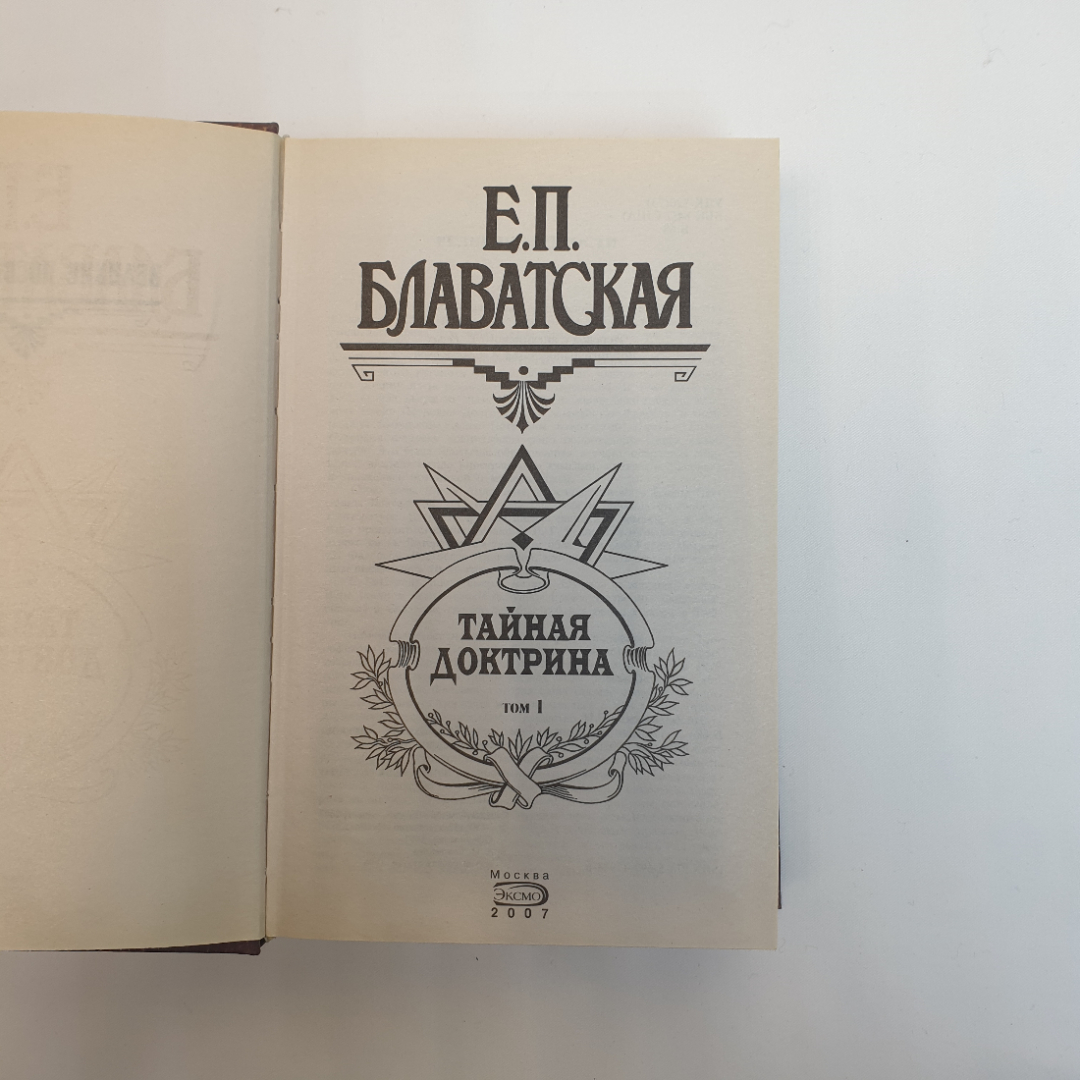 Е.П.
БЛАВАТСКАЯ
ТАЙНАЯ
ДОКТРИНА
ТОМ I
Москва
ЭКСМО
2007